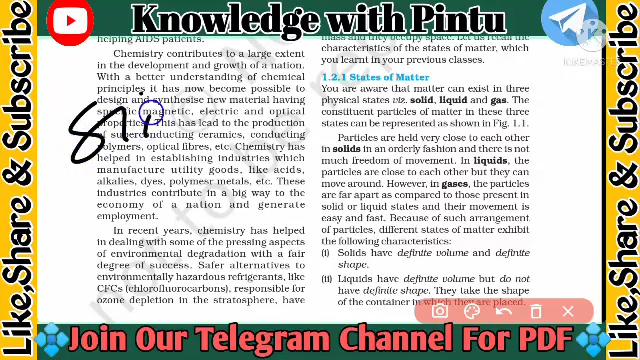 Knowledge with Pintu
Like,Share & Subscribe
helping AIDS patients.
Chemistry contributes to a large extent
in the development and growth of a nation.
With a better understanding of chemical
principles it has now become possible to
design and synthesise new material having
specific magnetic, electric and optical
properties. This has lead to the production
of superconducting ceramics, conducting
polymers, optical fibres, etc. Chemistry has
helped in establishing industries which
manufacture utility goods, like acids,
alkalies, dyes, polymers metals, etc. These
industries contribute in a big way to the
economy of a nation and generate
employment.
In recent years, chemistry has helped
in dealing with some of the pressing aspects
of environmental degradation with a fair
degree of success. Safer alternatives to
environmentally hazardous refrigerants, like
CFCs (chlorofluorocarbons), responsible for
ozone depletion in the stratosphere, have
mass and they occupy space. Let us recall the
characteristics of the states of matter, which
you learnt in your previous classes.
1.2.1 States of Matter
You are aware that matter can exist in three
physical states viz. solid, liquid and gas. The
constituent particles of matter in these three
states can be represented as shown in Fig. 1.1.
Particles are held very close to each other
in solids in an orderly fashion and there is not
much freedom of movement. In liquids, the
particles are close to each other but they can
move around. However, in gases, the particles
are far apart as compared to those present in
solid or liquid states and their movement is
easy and fast. Because of such arrangement
of particles, different states of matter exhibit
the following characteristics:
(i) Solids have definite volume and definite
shape.
(ii) Liquids have definite volume but do not
have definite shape. They take the shape
of the container in which they are placed.
Like,Share & Subscribe
Join Our Telegram Channel For PDF